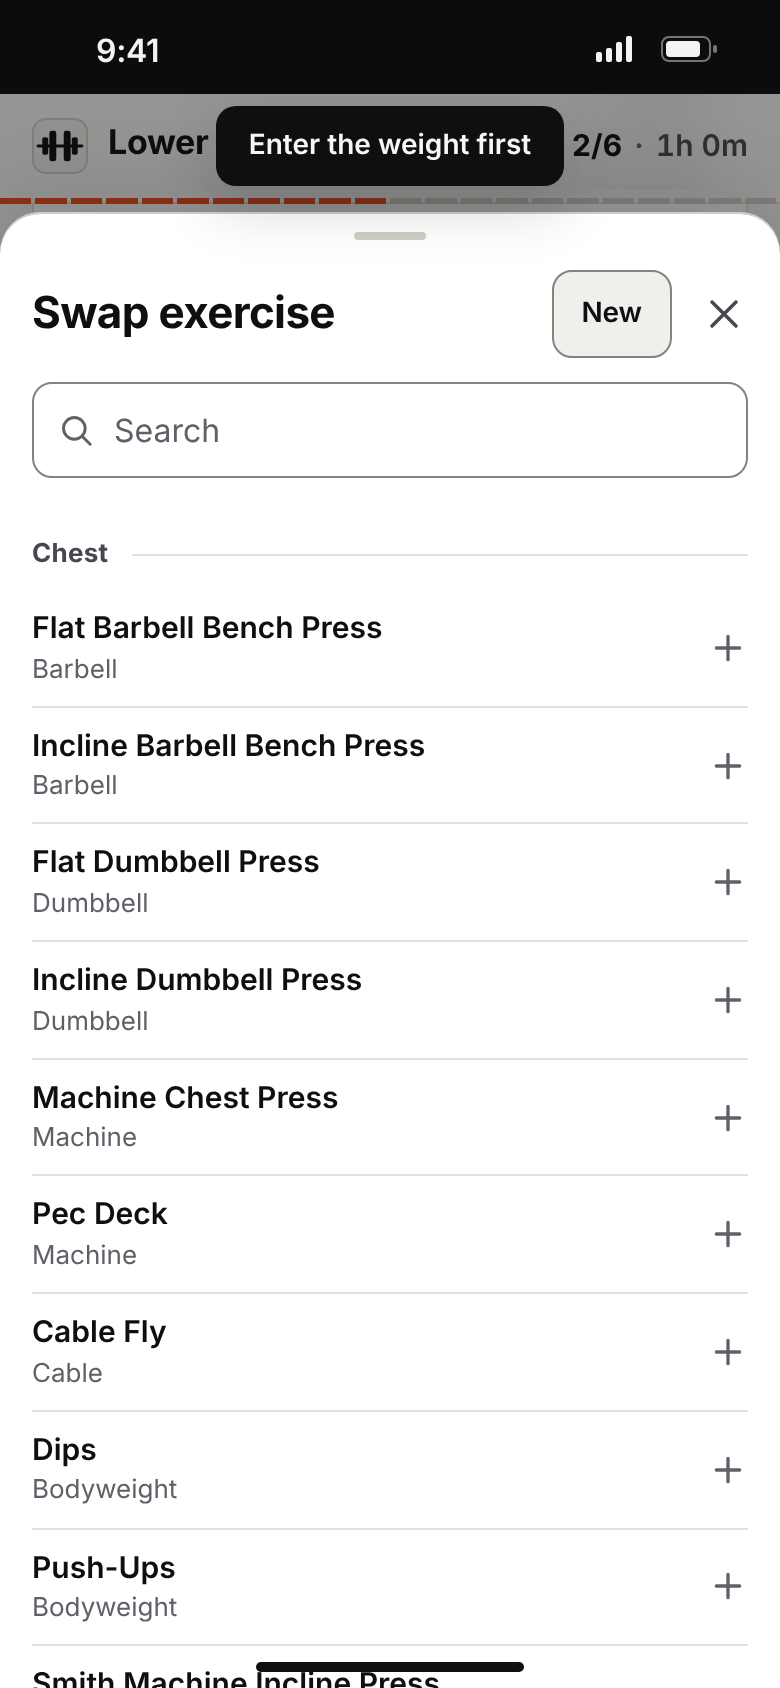 9:41
Lower
Enter the weight first
2/6 · 1h 0m
Swap exercise
New
Search
Chest
Flat Barbell Bench Press
Barbell
Incline Barbell Bench Press
Barbell
Flat Dumbbell Press
Dumbbell
Incline Dumbbell Press
Dumbbell
Machine Chest Press
Machine
Pec Deck
Machine
Cable Fly
Cable
Dips
Bodyweight
Push-Ups
Bodyweight
Smith Machine Incline Press